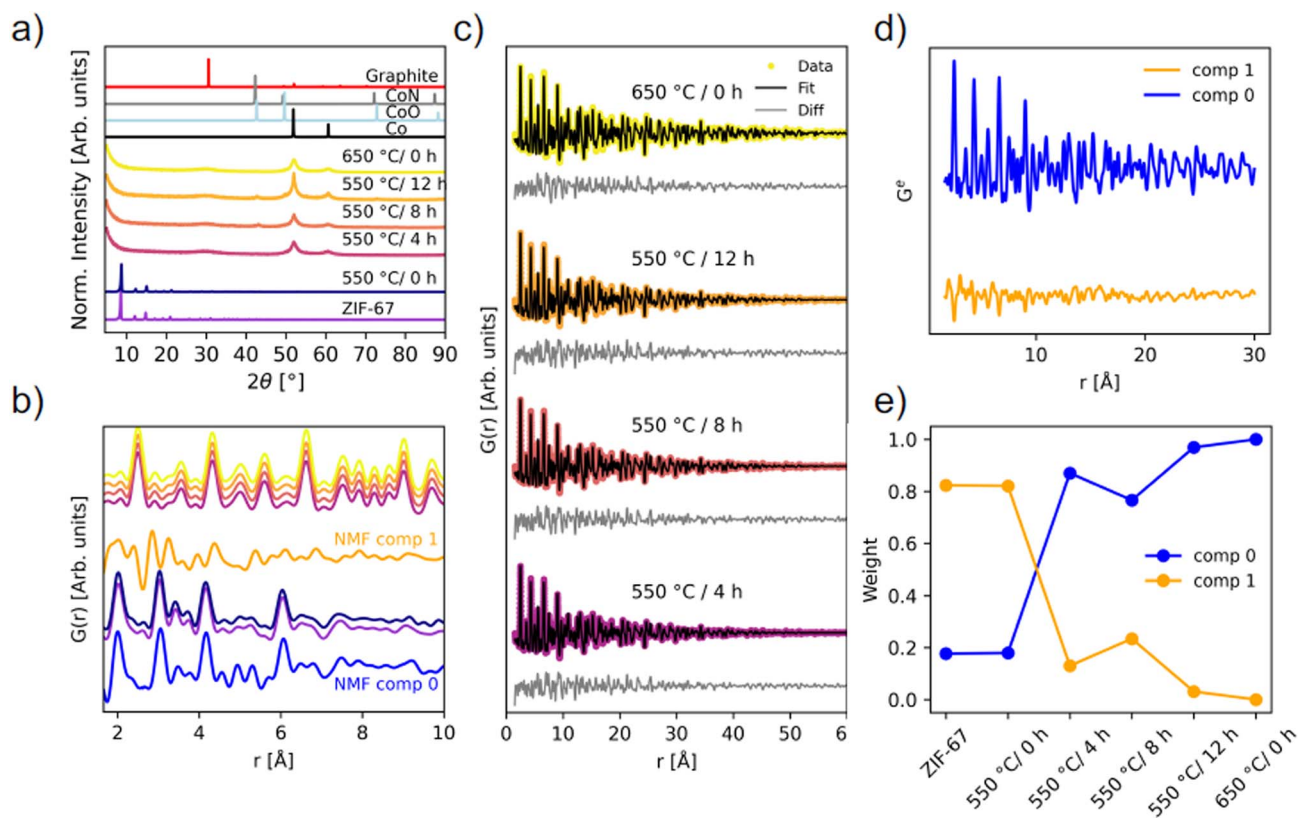 a)
Norm. Intensity [Arb. units]
Graphite
CoN
CoO
Co
650 °C/ 0 h
550 °C/ 12 h
550 °C/ 8 h
550 °C/ 4 h
550 °C/ 0 h
ZIF-67
10 20 30 40 50 60 70 80 90
2θ [°]
b)
G(r) [Arb. units]
NMF comp 1
NMF comp 0
2 4 6 8 10
r [Å]
c)
G(r) [Arb. units]
Data
Fit
Diff
650 °C / 0 h
550 °C / 12 h
550 °C / 8 h
550 °C / 4 h
0 10 20 30 40 50 6
r [Å]
d)
Gᵉ
comp 1
comp 0
10 20 30
r [Å]
e)
Weight
1.0
0.8
0.6
0.4
0.2
0.0
comp 0
comp 1
ZIF-67
550 °C/ 0 h
550 °C/ 4 h
550 °C/ 8 h
550 °C/ 12 h
650 °C/ 0 h